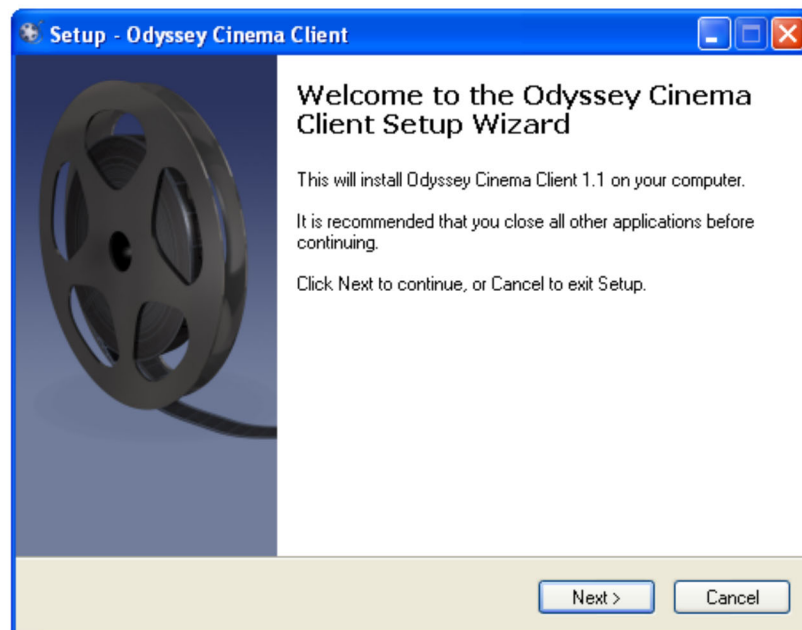 Setup - Odyssey Cinema Client
Welcome to the Odyssey Cinema
Client Setup Wizard
This will install Odyssey Cinema Client 1.1 on your computer.
It is recommended that you close all other applications before
continuing.
Click Next to continue, or Cancel to exit Setup.
Next >
Cancel